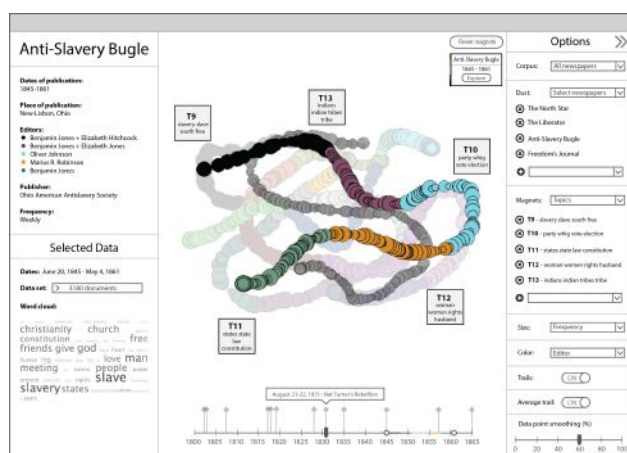 Anti-Slavery Bugle
Dates of publication:
1845-1861
Place of publication:
New-Lisbon, Ohio
Editors:
Benjamin Jones + Elizabeth Hitchcock
Benjamin Jones + Elizabeth Jones
Oliver Johnson
Marius R. Robinson
Benjamin Jones
Publisher:
Ohio American Antislavery Society
Frequency:
Weekly
Selected Data
Dates: June 20, 1845 - May 4, 1861
Data set: > 3180 documents
Word cloud:
christianity church
constitution free
friends give god man
love
meeting people
slave
slavery states
Reset magnets
Anti-Slavery Bugle
1845 - 1861
Explore
T13
indians
indian tribes
tribe
T9
slavery slave
south free
T10
party whig
vote election
T12
woman
women rights
husband
T11
states state
law
constitution
August 21-22, 1831 : Nat Turner's Rebellion
1800 1805 1810 1815 1820 1825 1830 1835 1840 1845 1850 1855 1860 1865
Options
Corpus: All newspapers
Dust: Select newspapers
The North Star
The Liberator
Anti-Slavery Bugle
Freedom's Journal
Magnets: Topics
T9 - slavery slave south free
T10 - party whig vote election
T11 - states state law constitution
T12 - woman women rights husband
T13 - indians indian tribes tribe
Size: Frequency
Color: Editor
Trails: ON
Average trail: ON
Data point smoothing (%)
0 20 40 60 80 100